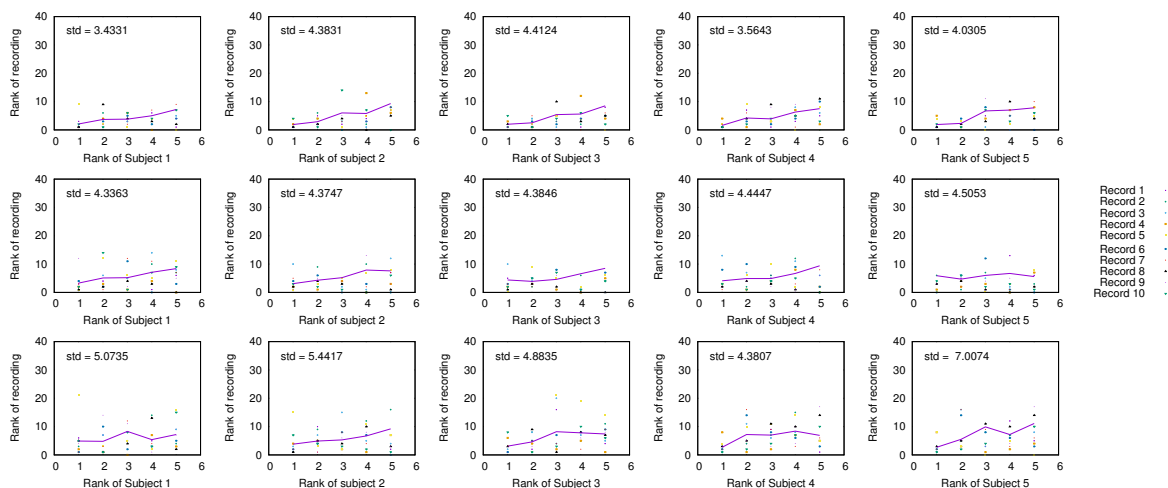 40 30 20 10 0
Rank of recording
std = 3.4331
0 1 2 3 4 5 6
Rank of Subject 1
40 30 20 10 0
Rank of recording
std = 4.3831
0 1 2 3 4 5 6
Rank of subject 2
40 30 20 10 0
Rank of recording
std = 4.4124
0 1 2 3 4 5 6
Rank of Subject 3
40 30 20 10 0
Rank of recording
std = 3.5643
0 1 2 3 4 5 6
Rank of Subject 4
40 30 20 10 0
Rank of recording
std = 4.0305
0 1 2 3 4 5 6
Rank of Subject 5
40 30 20 10 0
Rank of recording
std = 4.3363
0 1 2 3 4 5 6
Rank of Subject 1
40 30 20 10 0
Rank of recording
std = 4.3747
0 1 2 3 4 5 6
Rank of subject 2
40 30 20 10 0
Rank of recording
std = 4.3846
0 1 2 3 4 5 6
Rank of Subject 3
40 30 20 10 0
Rank of recording
std = 4.4447
0 1 2 3 4 5 6
Rank of Subject 4
40 30 20 10 0
Rank of recording
std = 4.5053
0 1 2 3 4 5 6
Rank of Subject 5
Record 1
Record 2
Record 3
Record 4
Record 5
Record 6
Record 7
Record 8
Record 9
Record 10
40 30 20 10 0
Rank of recording
std = 5.0735
0 1 2 3 4 5 6
Rank of Subject 1
40 30 20 10 0
Rank of recording
std = 5.4417
0 1 2 3 4 5 6
Rank of subject 2
40 30 20 10 0
Rank of recording
std = 4.8835
0 1 2 3 4 5 6
Rank of Subject 3
40 30 20 10 0
Rank of recording
std = 4.3807
0 1 2 3 4 5 6
Rank of Subject 4
40 30 20 10 0
Rank of recording
std = 7.0074
0 1 2 3 4 5 6
Rank of Subject 5